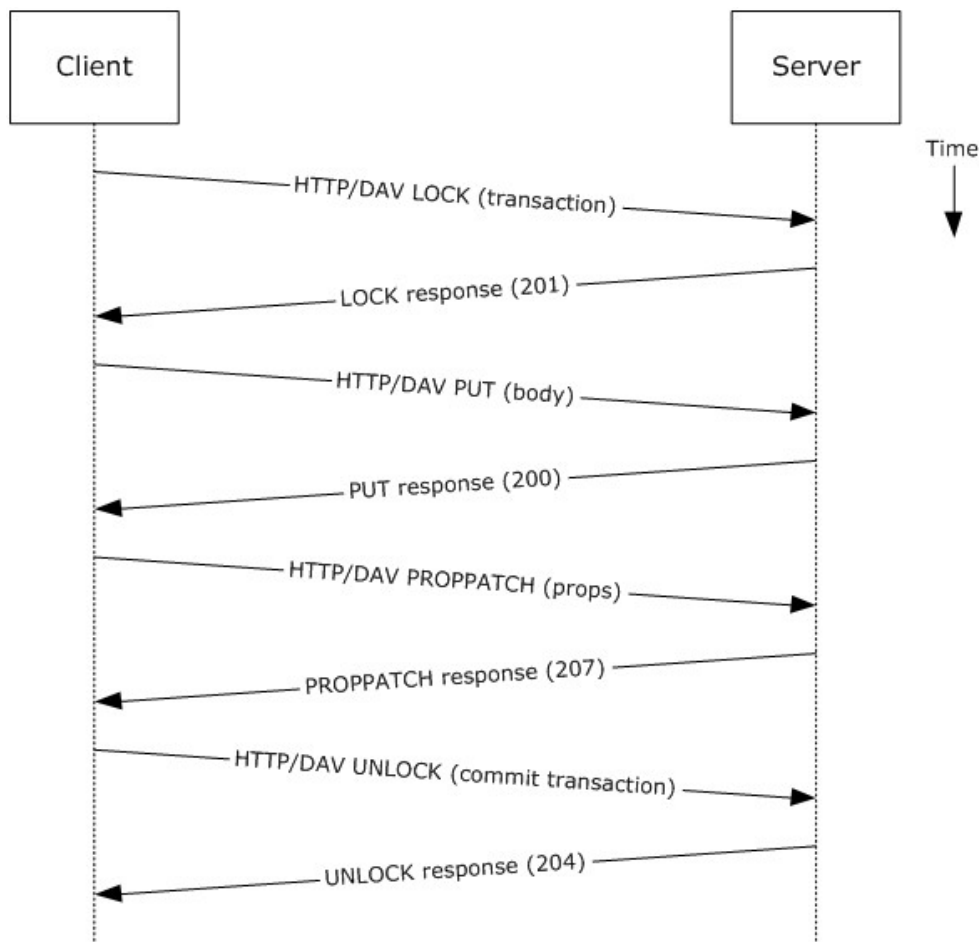 Client
Server
Time
HTTP/DAV LOCK (transaction)
LOCK response (201)
HTTP/DAV PUT (body)
PUT response (200)
HTTP/DAV PROPPATCH (props)
PROPPATCH response (207)
HTTP/DAV UNLOCK (commit transaction)
UNLOCK response (204)